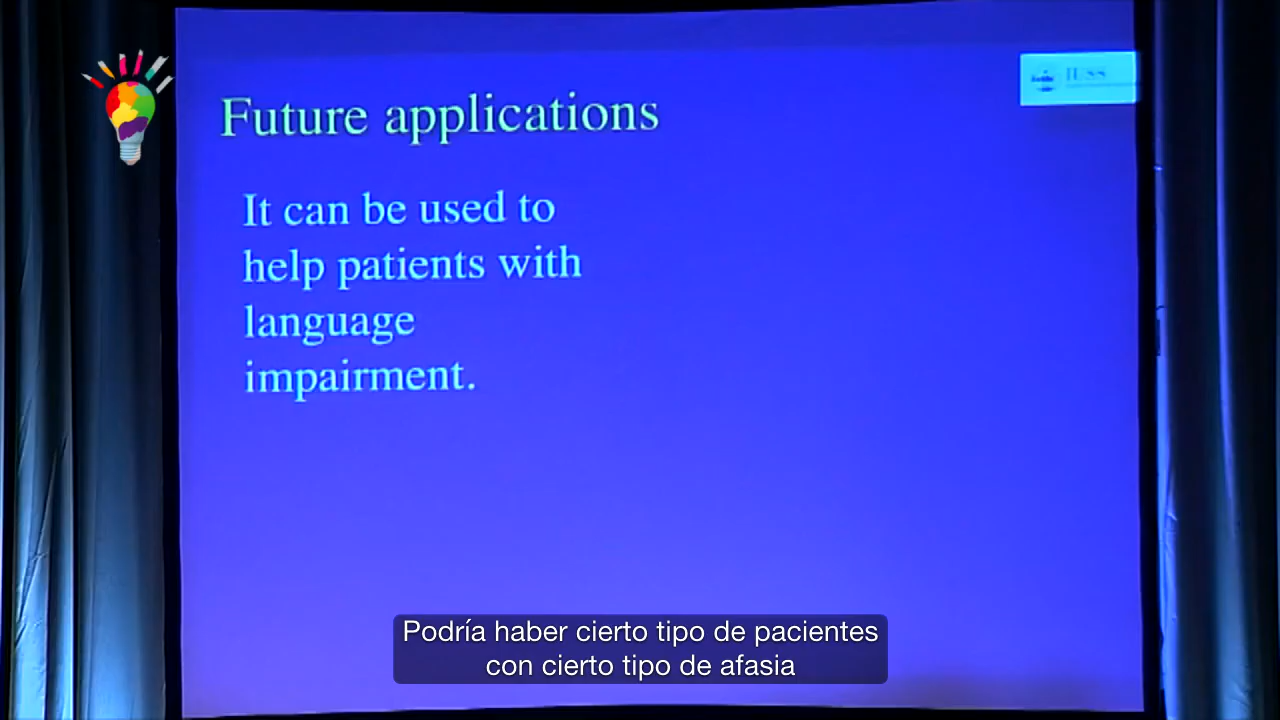 IUSS
Future applications
It can be used to
help patients with
language
impairment.
Podría haber cierto tipo de pacientes
con cierto tipo de afasia